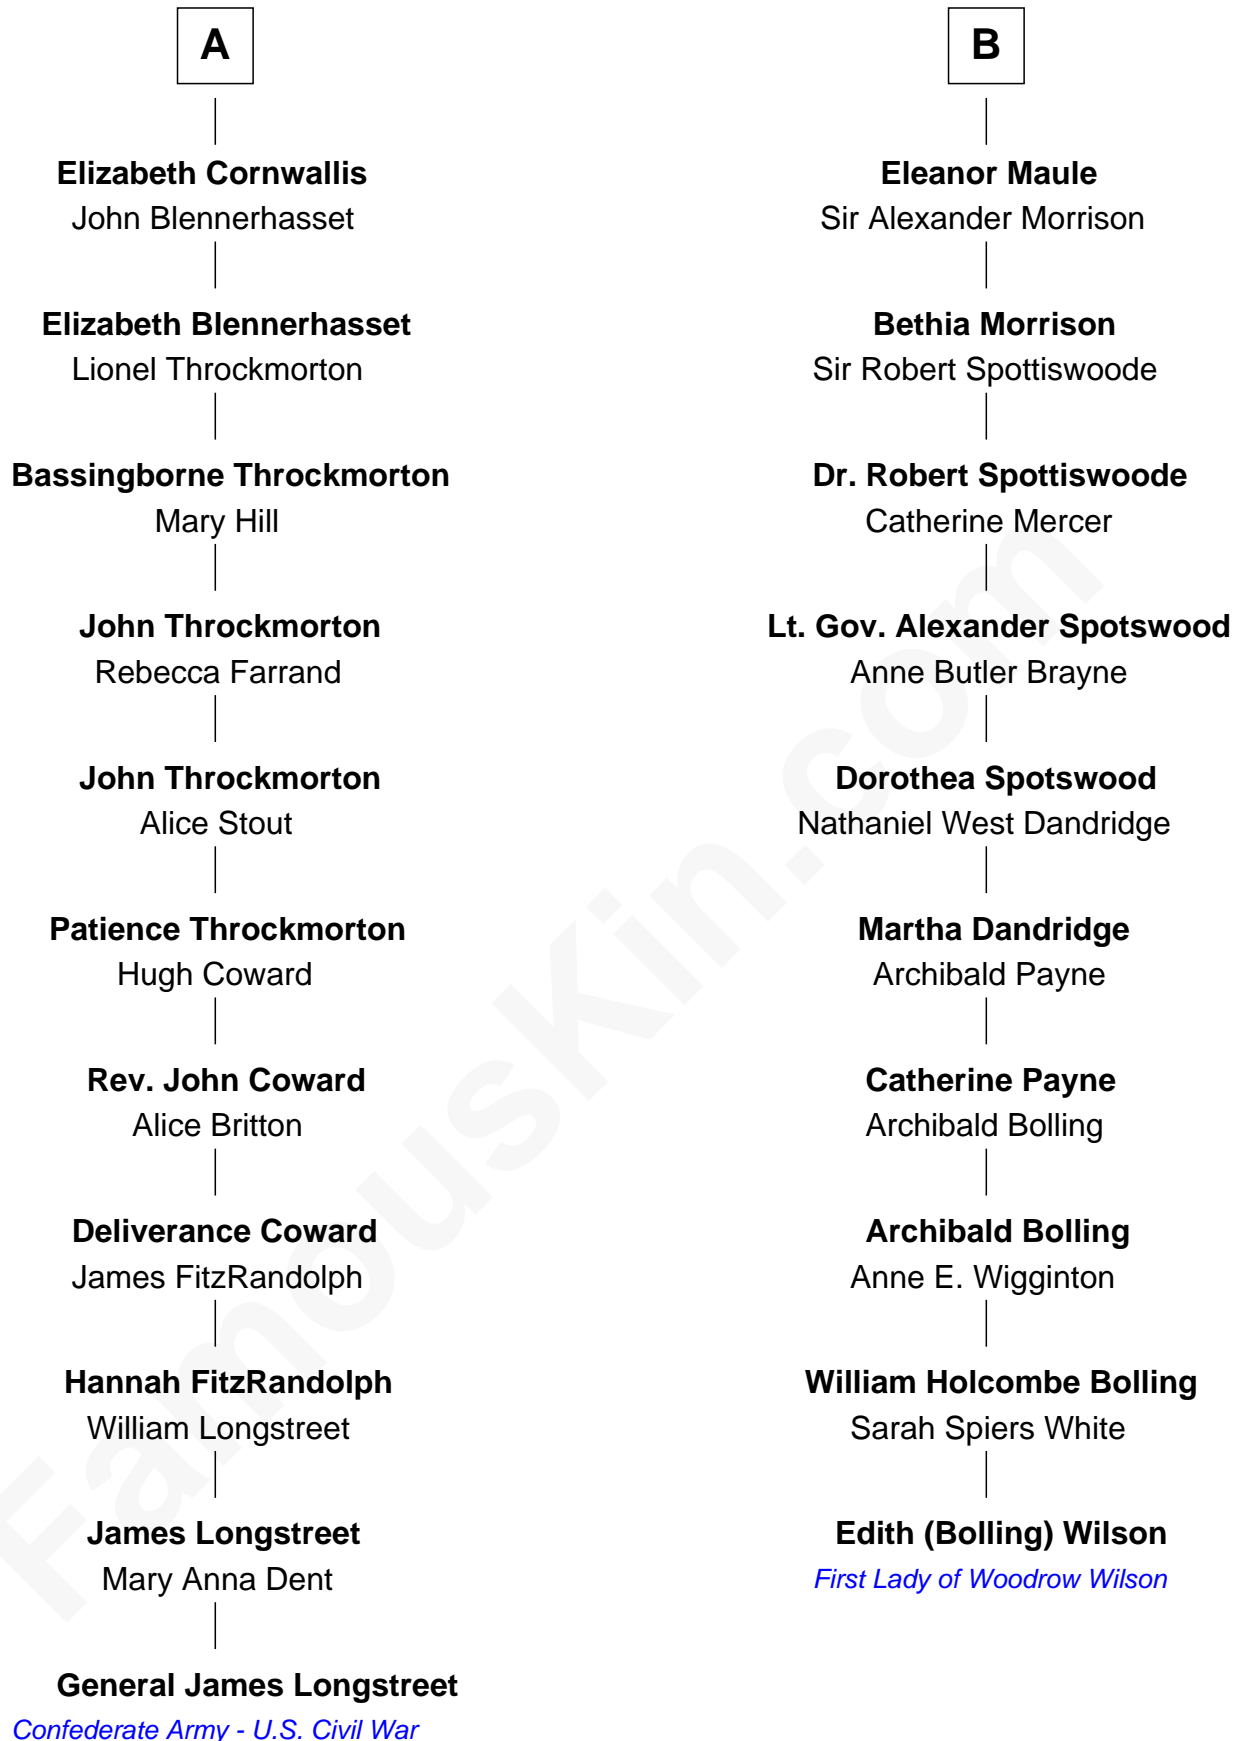 A
Elizabeth Cornwallis
John Blennerhasset
Elizabeth Blennerhasset
Lionel Throckmorton
Bassingborne Throckmorton
Mary Hill
John Throckmorton
Rebecca Farrand
John Throckmorton
Alice Stout
Patience Throckmorton
Hugh Coward
Rev. John Coward
Alice Britton
Deliverance Coward
James FitzRandolph
Hannah FitzRandolph
William Longstreet
James Longstreet
Mary Anna Dent
General James Longstreet
Confederate Army - U.S. Civil War
B
Eleanor Maule
Sir Alexander Morrison
Bethia Morrison
Sir Robert Spottiswoode
Dr. Robert Spottiswoode
Catherine Mercer
Lt. Gov. Alexander Spotswood
Anne Butler Brayne
Dorothea Spotswood
Nathaniel West Dandridge
Martha Dandridge
Archibald Payne
Catherine Payne
Archibald Bolling
Archibald Bolling
Anne E. Wigginton
William Holcombe Bolling
Sarah Spiers White
Edith (Bolling) Wilson
First Lady of Woodrow Wilson
FamousKin.com